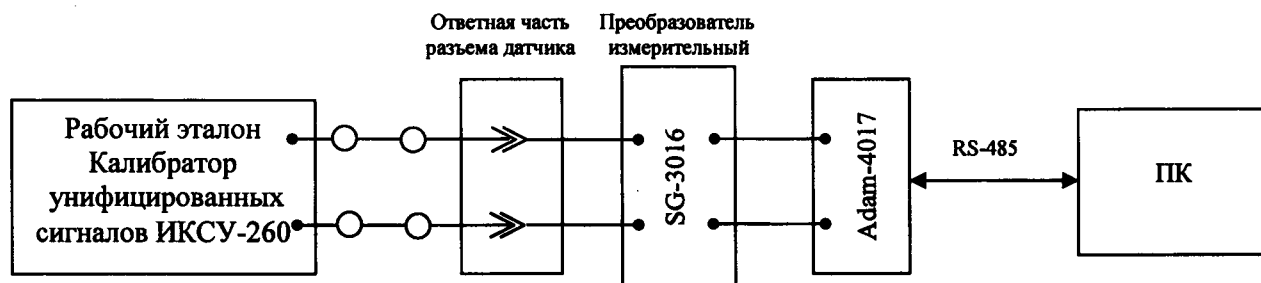 Ответная часть
разъема датчика
Преобразователь
измерительный
Рабочий эталон
Калибратор
унифицированных
сигналов ИКСУ-260
SG-3016
Adam-4017
RS-485
ПК